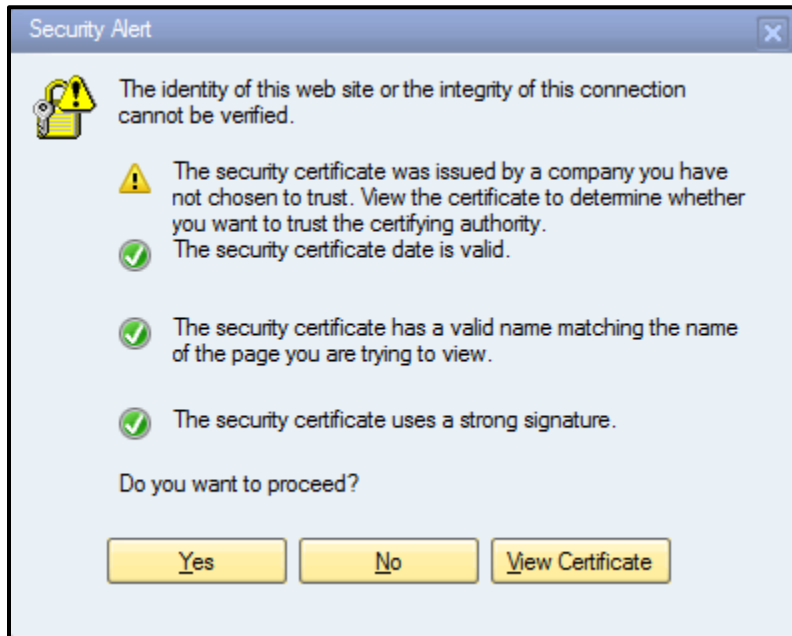 Security Alert
The identity of this web site or the integrity of this connection
cannot be verified.
The security certificate was issued by a company you have
not chosen to trust. View the certificate to determine whether
you want to trust the certifying authority.
The security certificate date is valid.
The security certificate has a valid name matching the name
of the page you are trying to view.
The security certificate uses a strong signature.
Do you want to proceed?
Yes
No
View Certificate